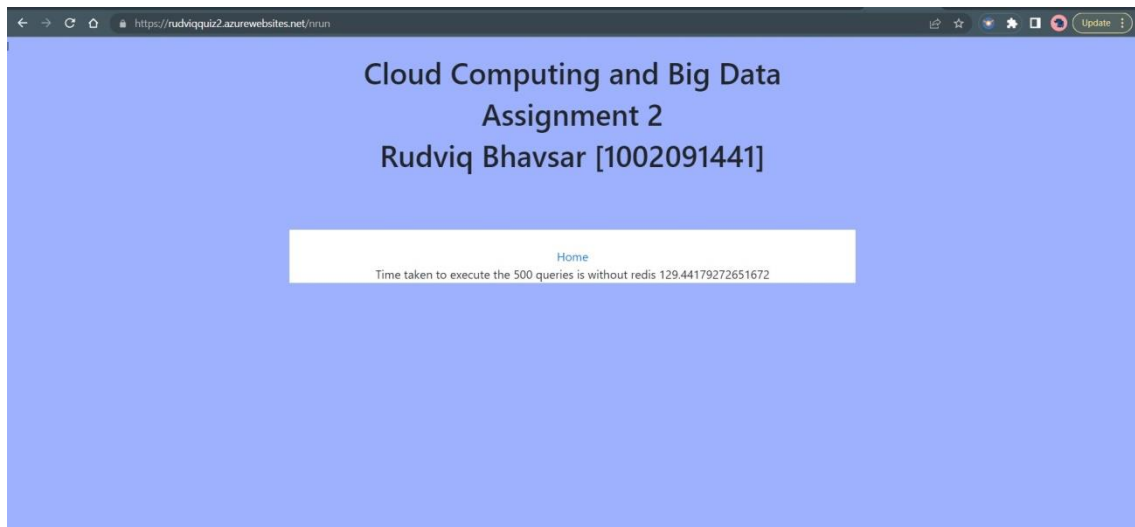 https://rudviqquiz2.azurewebsites.net/nrun
Update
Cloud Computing and Big Data
Assignment 2
Rudviq Bhavsar [1002091441]
Home
Time taken to execute the 500 queries is without redis 129.44179272651672